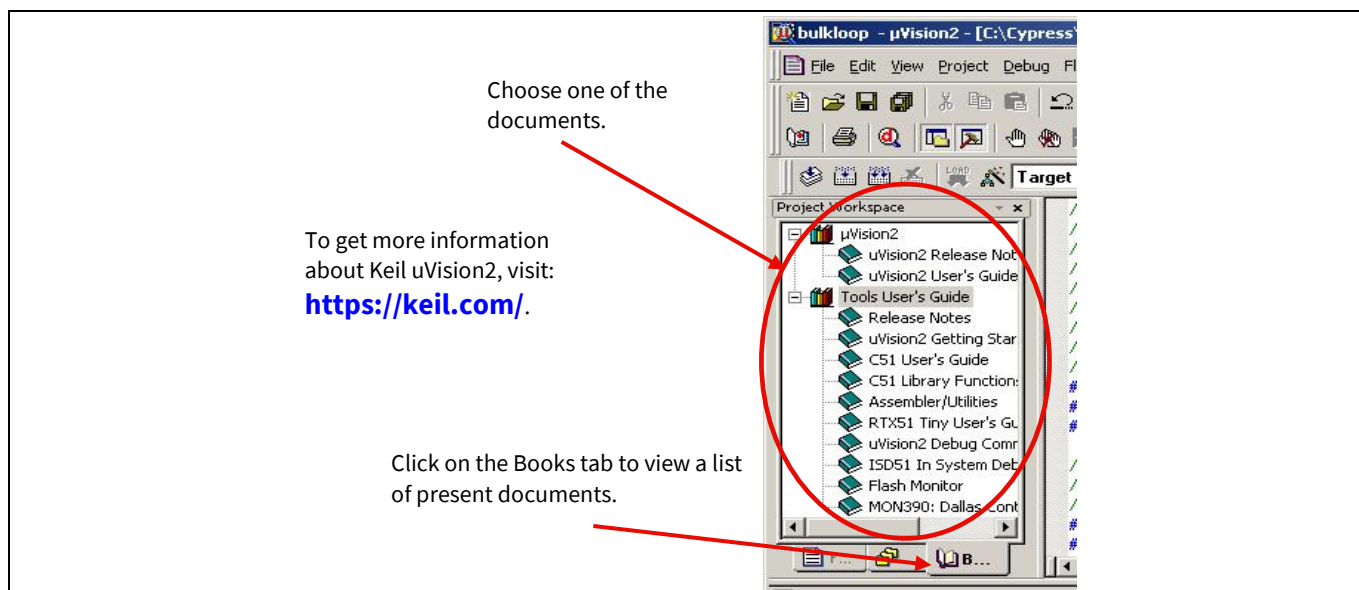 bulkloop - µVision2 - [C:\Cypress\
File Edit View Project Debug Fl
Choose one of the
documents.
LOAD
Target
Project Workspace
µVision2
uVision2 Release Not
uVision2 User's Guide
To get more information
about Keil uVision2, visit:
https://keil.com/.
Tools User's Guide
Release Notes
uVision2 Getting Star
C51 User's Guide
C51 Library Function
Assembler/Utilities
RTX51 Tiny User's Gu
uVision2 Debug Comm
ISD51 In System Deb
Flash Monitor
MON390: Dallas Cont
Click on the Books tab to view a list
of present documents.
F...
B...